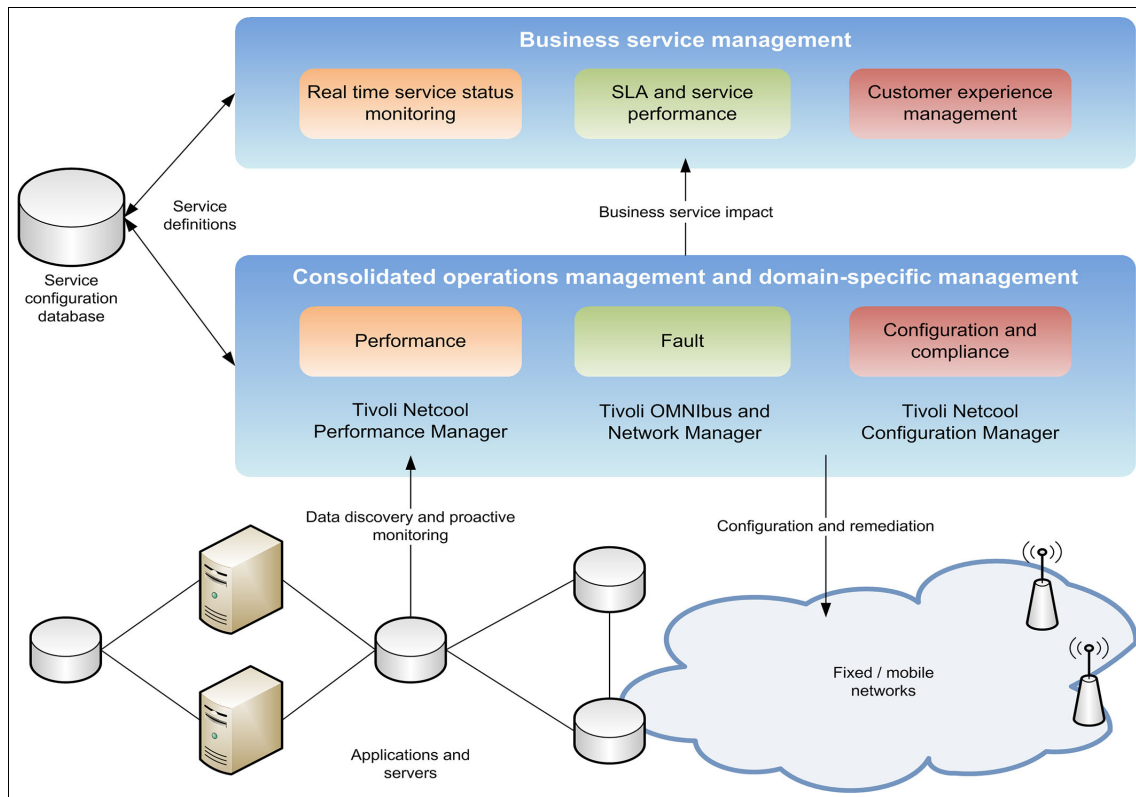 Business service management
Real time service status
monitoring
SLA and service
performance
Customer experience
management
Service
definitions
Business service impact
Service
configuration
database
Consolidated operations management and domain-specific management
Performance
Fault
Configuration and
compliance
Tivoli Netcool
Performance Manager
Tivoli OMNIbus and
Network Manager
Tivoli Netcool
Configuration Manager
Data discovery and proactive
monitoring
Configuration and remediation
Fixed / mobile
networks
Applications and
servers